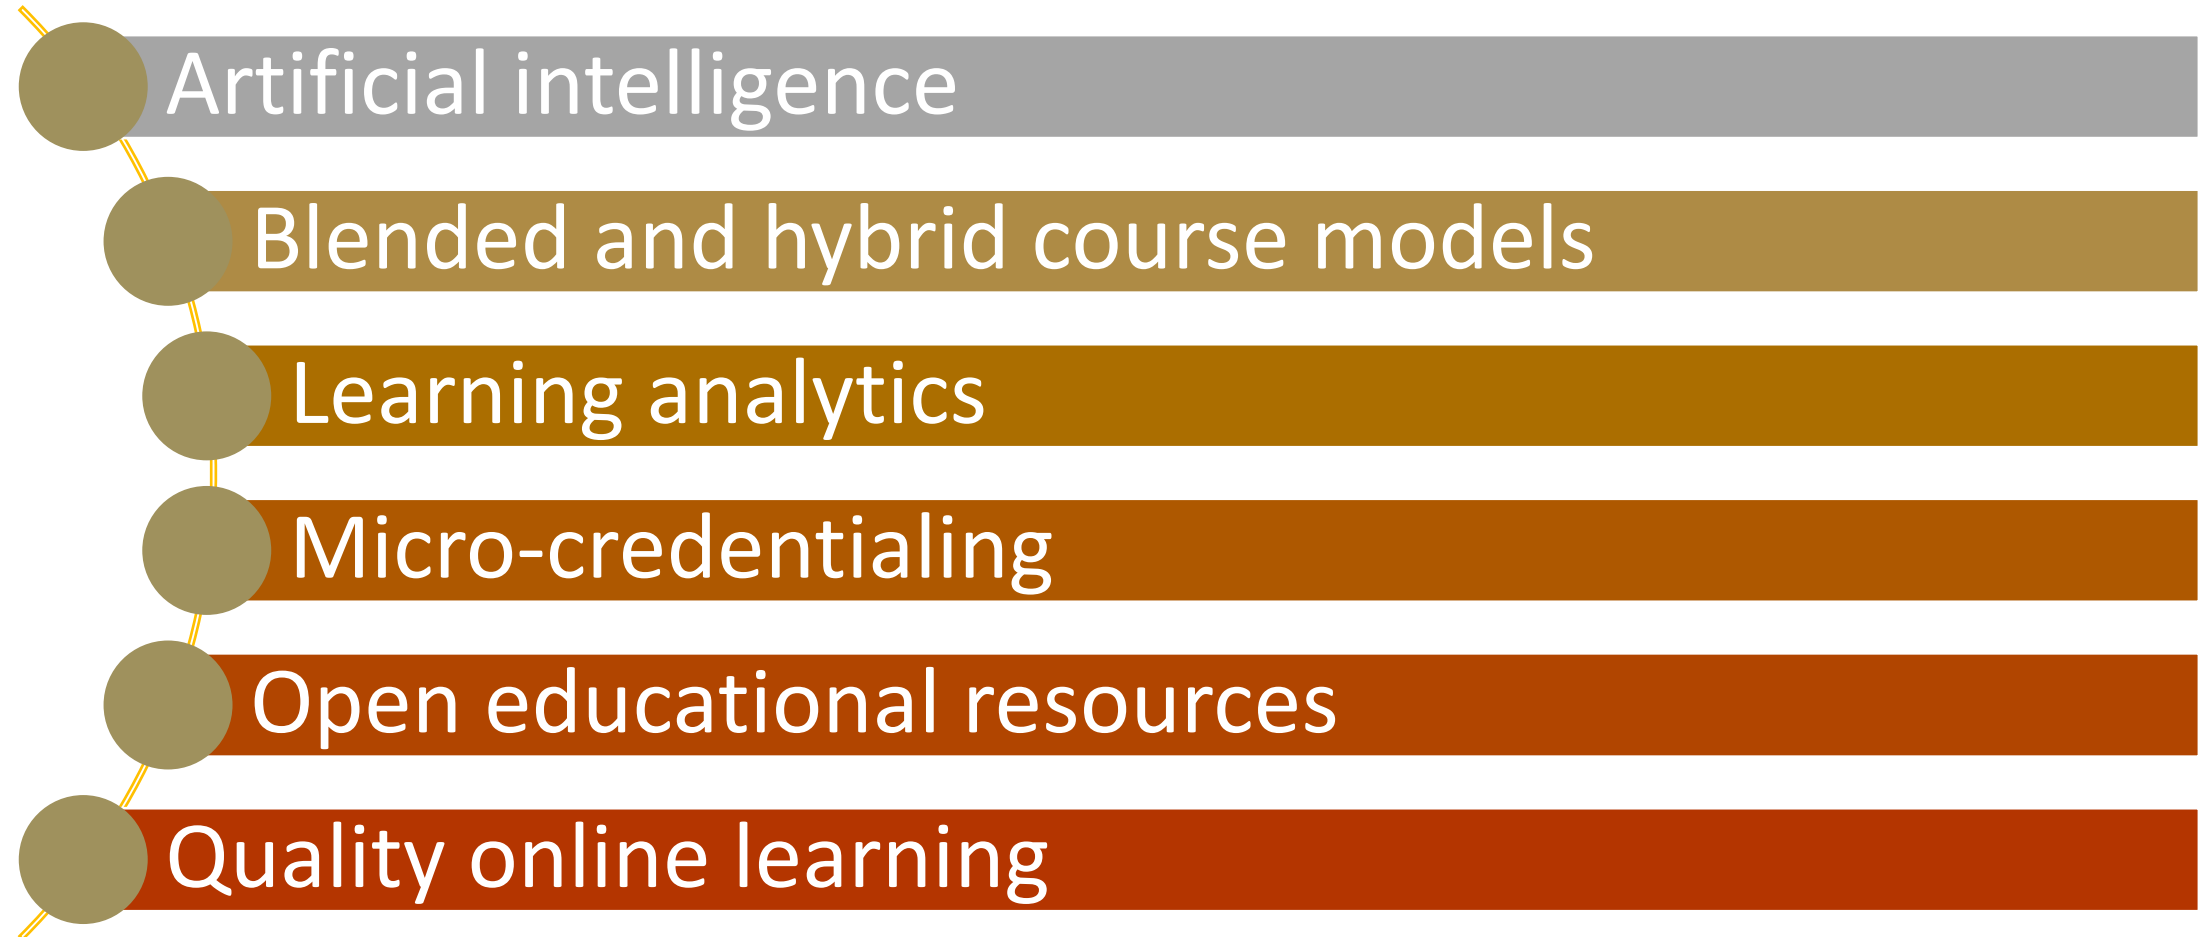 Artificial intelligence
Blended and hybrid course models
Learning analytics
Micro-credentialing
Open educational resources
Quality online learning